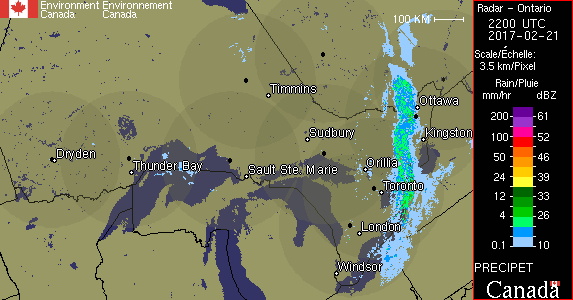 Environment Environnement
Canada Canada
100 KM
Timmins
Ottawa
Sudbury
Kingston
Dryden
Thunder Bay
Sault Ste. Marie
Orillia
Toronto
London
Windsor
Radar - Ontario
2200 UTC
2017-02-21
Scale/Échelle:
3.5 km/Pixel
Rain/Pluie
mm/hr dBZ
200 61
100 52
50 46
24 39
12 33
4 26
0.1 10
PRECIPET
Canada